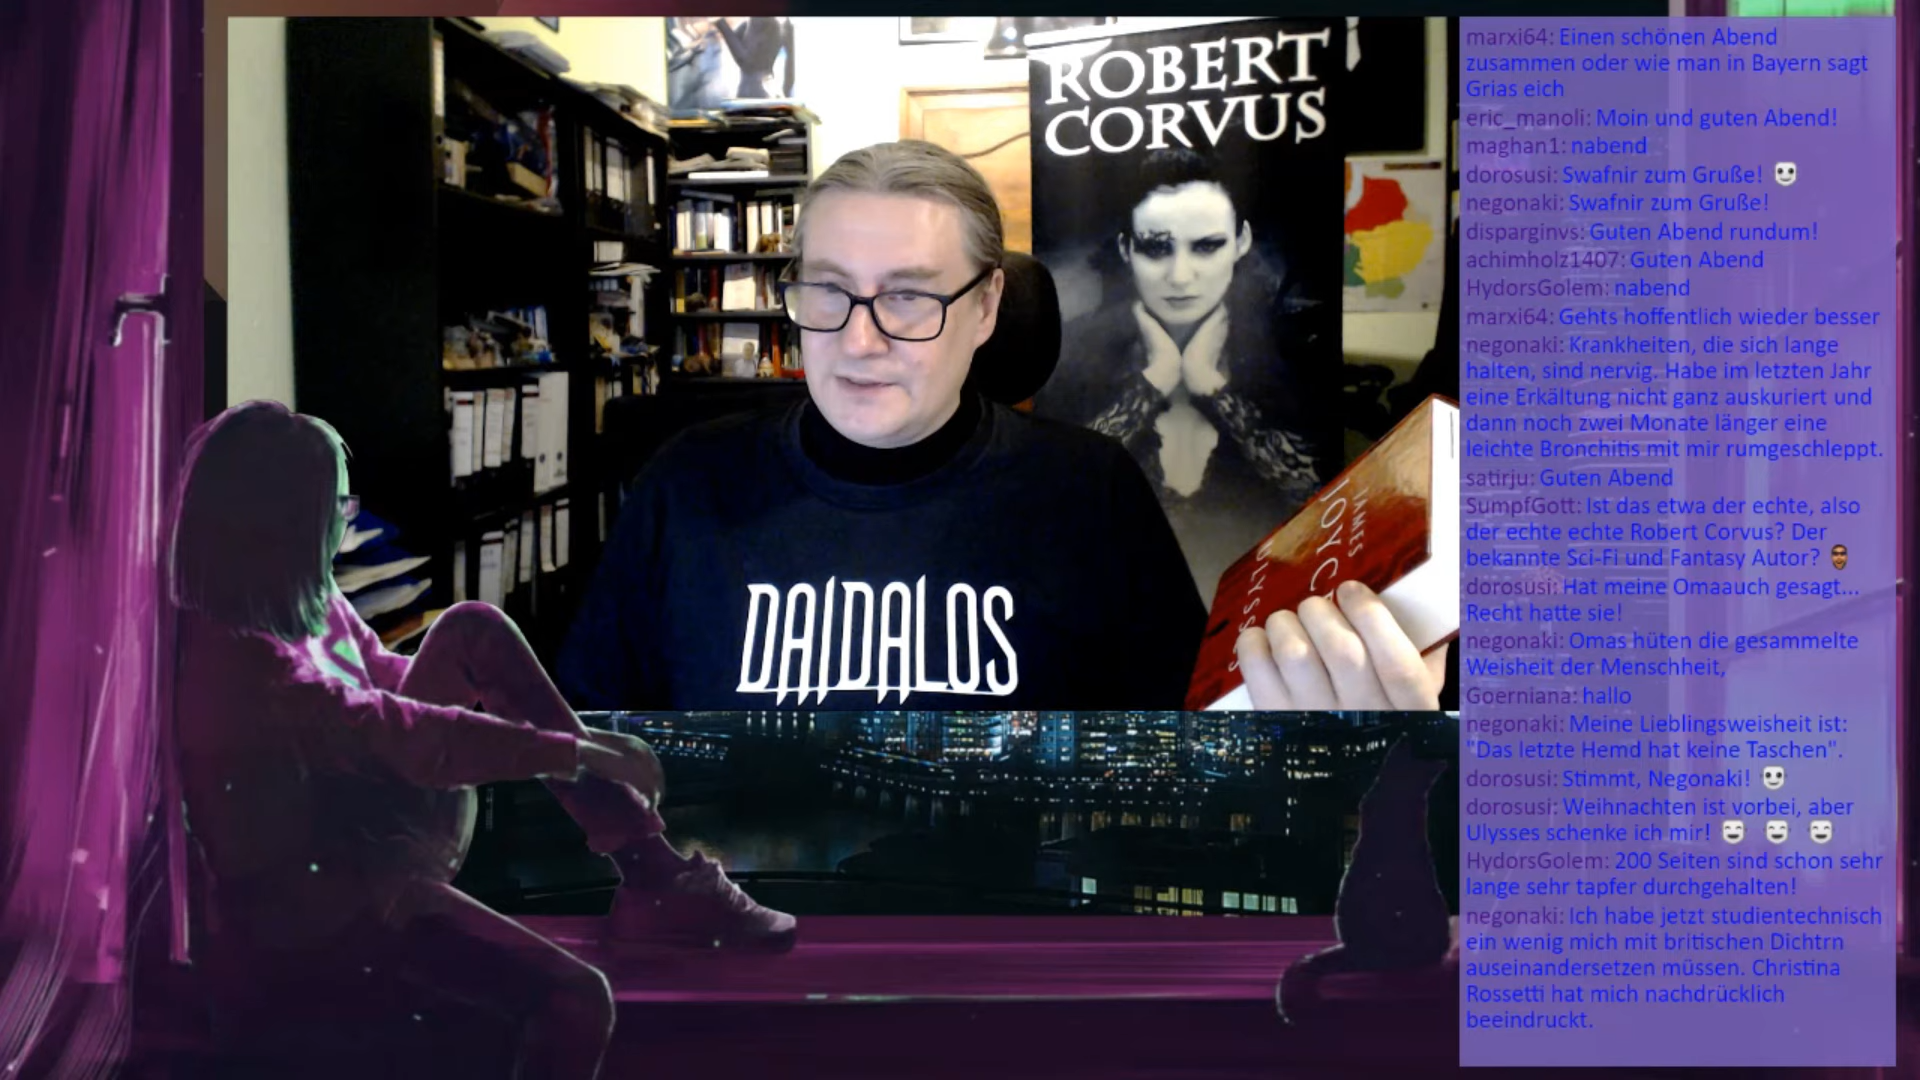 ROBERT
CORVUS
DAIDALOS
JAMES
JOYCE
ULYSSES
marxi64: Einen schönen Abend
zusammen oder wie man in Bayern sagt
Grias eich
eric_manoli: Moin und guten Abend!
maghan1: nabend
dorosusi: Swafnir zum Gruße!
negonaki: Swafnir zum Gruße!
disparginvs: Guten Abend rundum!
achimholz1407: Guten Abend
HydorsGolem: nabend
marxi64: Gehts hoffentlich wieder besser
negonaki: Krankheiten, die sich lange
halten, sind nervig. Habe im letzten Jahr
eine Erkältung nicht ganz auskuriert und
dann noch zwei Monate länger eine
leichte Bronchitis mit mir rumgeschleppt.
satirju: Guten Abend
SumpfGott: Ist das etwa der echte, also
der echte echte Robert Corvus? Der
bekannte Sci-Fi und Fantasy Autor?
dorosusi: Hat meine Omaauch gesagt...
Recht hatte sie!
negonaki: Omas hüten die gesammelte
Weisheit der Menschheit,
Goerniana: hallo
negonaki: Meine Lieblingsweisheit ist:
"Das letzte Hemd hat keine Taschen".
dorosusi: Stimmt, Negonaki!
dorosusi: Weihnachten ist vorbei, aber
Ulysses schenke ich mir!
HydorsGolem: 200 Seiten sind schon sehr
lange sehr tapfer durchgehalten!
negonaki: Ich habe jetzt studientechnisch
ein wenig mich mit britischen Dichtrn
auseinandersetzen müssen. Christina
Rossetti hat mich nachdrücklich
beeindruckt.